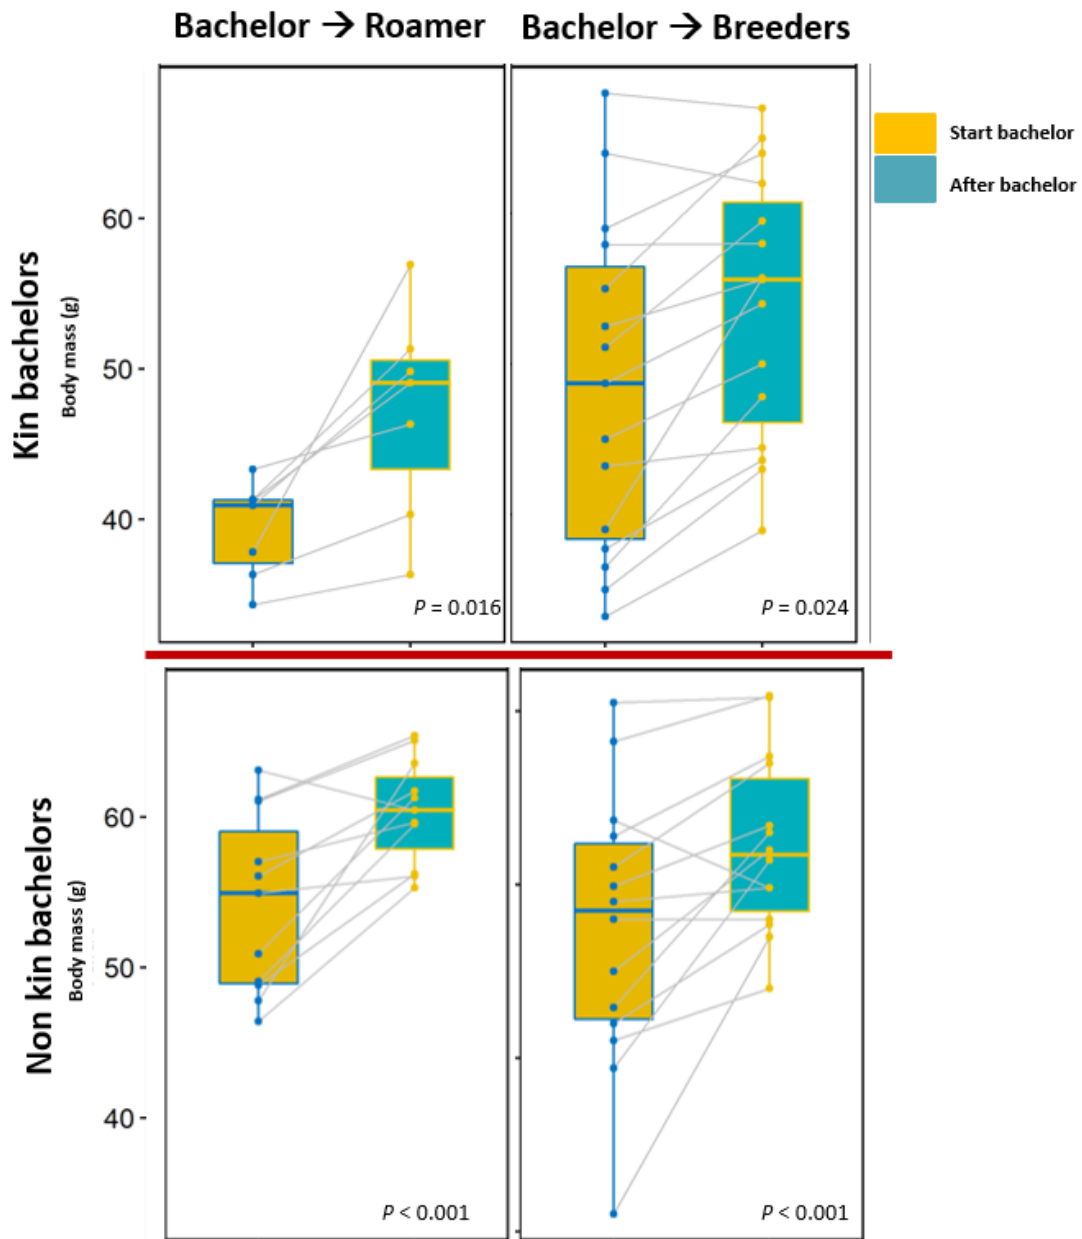 Bachelor → Roamer
Bachelor → Breeders
Start bachelor
After bachelor
Kin bachelors
Body mass (g)
60
50
40
P = 0.016
P = 0.024
Non kin bachelors
Body mass (g)
60
50
40
P < 0.001
P < 0.001